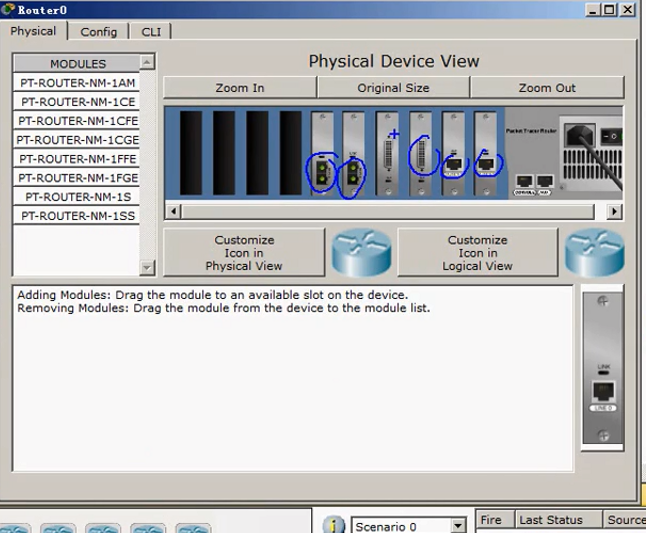 Router0
Physical
Config
CLI
MODULES
PT-ROUTER-NM-1AM
PT-ROUTER-NM-1CE
PT-ROUTER-NM-1CFE
PT-ROUTER-NM-1CGE
PT-ROUTER-NM-1FFE
PT-ROUTER-NM-1FGE
PT-ROUTER-NM-1S
PT-ROUTER-NM-1SS
Physical Device View
Zoom In
Original Size
Zoom Out
Packet Tracer Router
CONSOLE
AUX
Customize
Icon in
Physical View
Customize
Icon in
Logical View
Adding Modules: Drag the module to an available slot on the device.
Removing Modules: Drag the module from the device to the module list.
LINK
LINE 0
Scenario 0
Fire
Last Status
Source